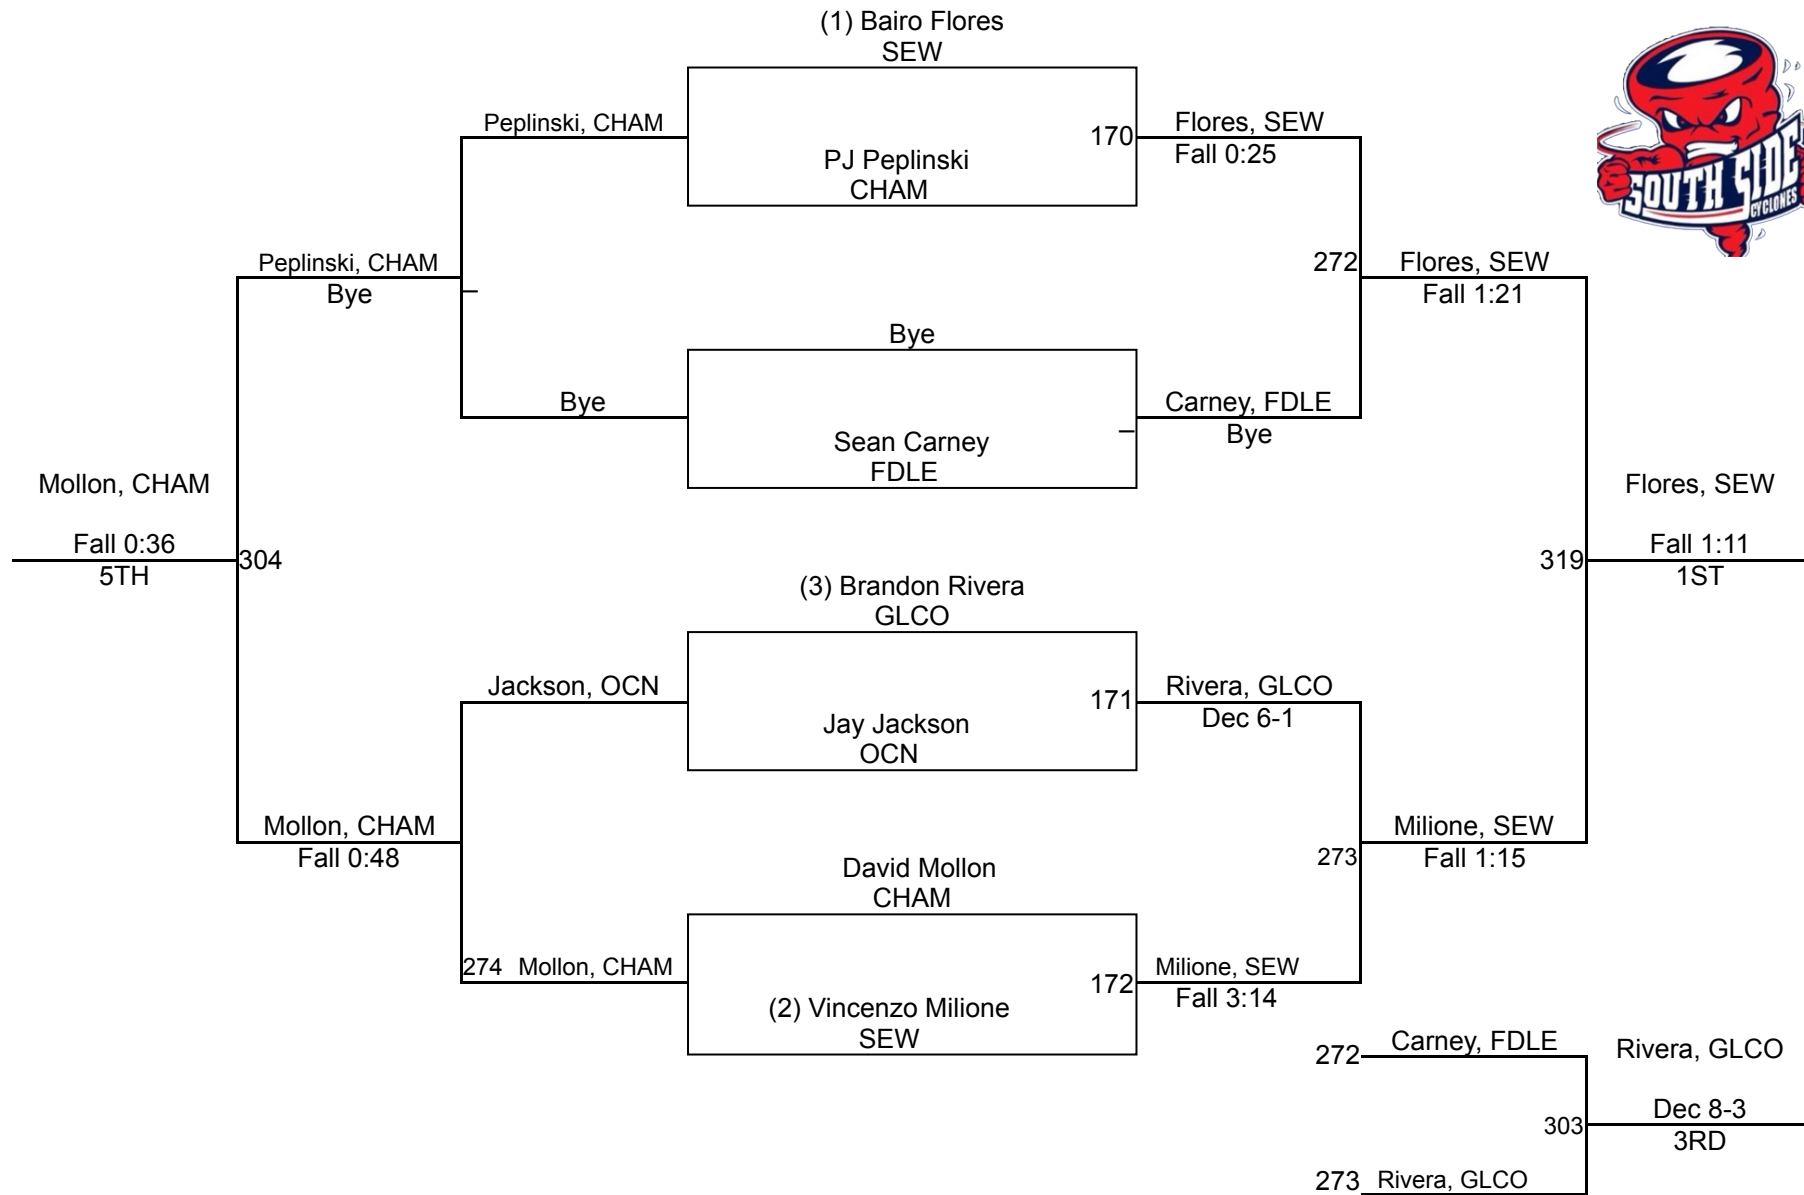 (1) Bairo Flores
SEW
Peplinski, CHAM
170
Flores, SEW
Fall 0:25
PJ Peplinski
CHAM
SOUTH SIDE
CYCLONES
Peplinski, CHAM
Bye
272
Flores, SEW
Fall 1:21
Bye
Bye
Carney, FDLE
Bye
Sean Carney
FDLE
Mollon, CHAM
Fall 0:36
5TH
304
Flores, SEW
319
Fall 1:11
1ST
(3) Brandon Rivera
GLCO
Jackson, OCN
171
Rivera, GLCO
Dec 6-1
Jay Jackson
OCN
Mollon, CHAM
Fall 0:48
273
Milione, SEW
Fall 1:15
David Mollon
CHAM
274 Mollon, CHAM
172
Milione, SEW
Fall 3:14
(2) Vincenzo Milione
SEW
272 Carney, FDLE
Rivera, GLCO
303
Dec 8-3
3RD
273 Rivera, GLCO